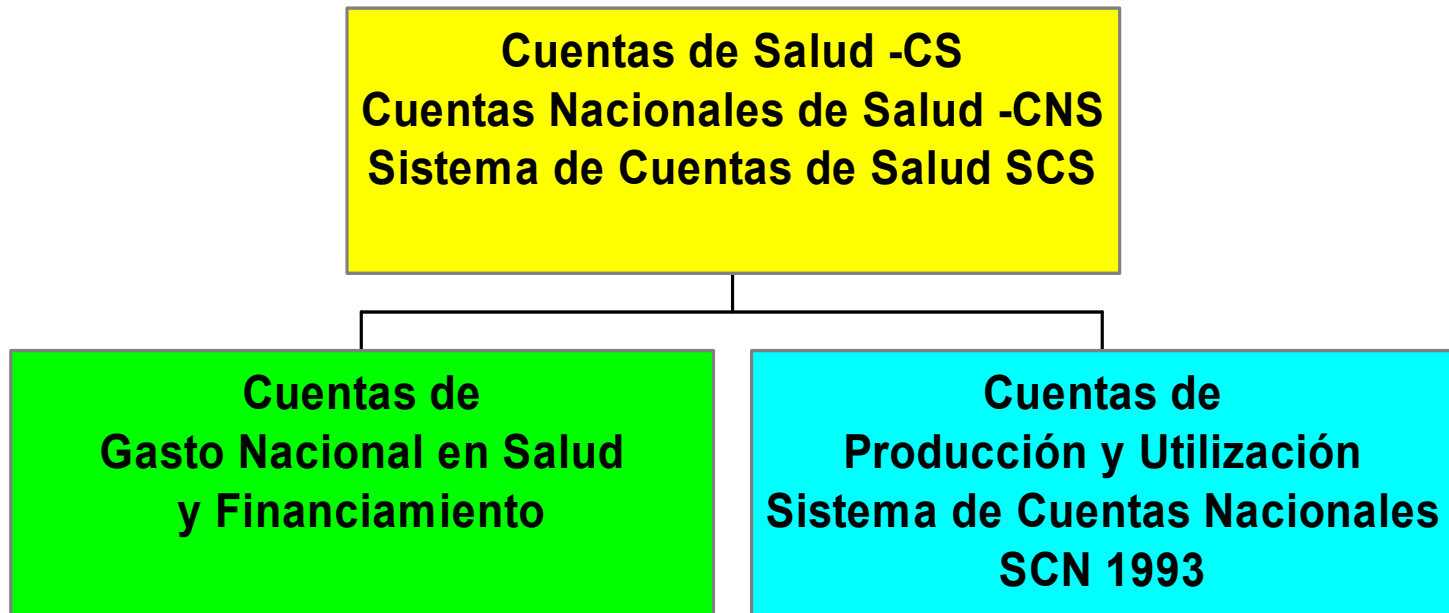 Cuentas de Salud -CS
Cuentas Nacionales de Salud -CNS
Sistema de Cuentas de Salud SCS
Cuentas de
Gasto Nacional en Salud
y Financiamiento
Cuentas de
Producción y Utilización
Sistema de Cuentas Nacionales
SCN 1993